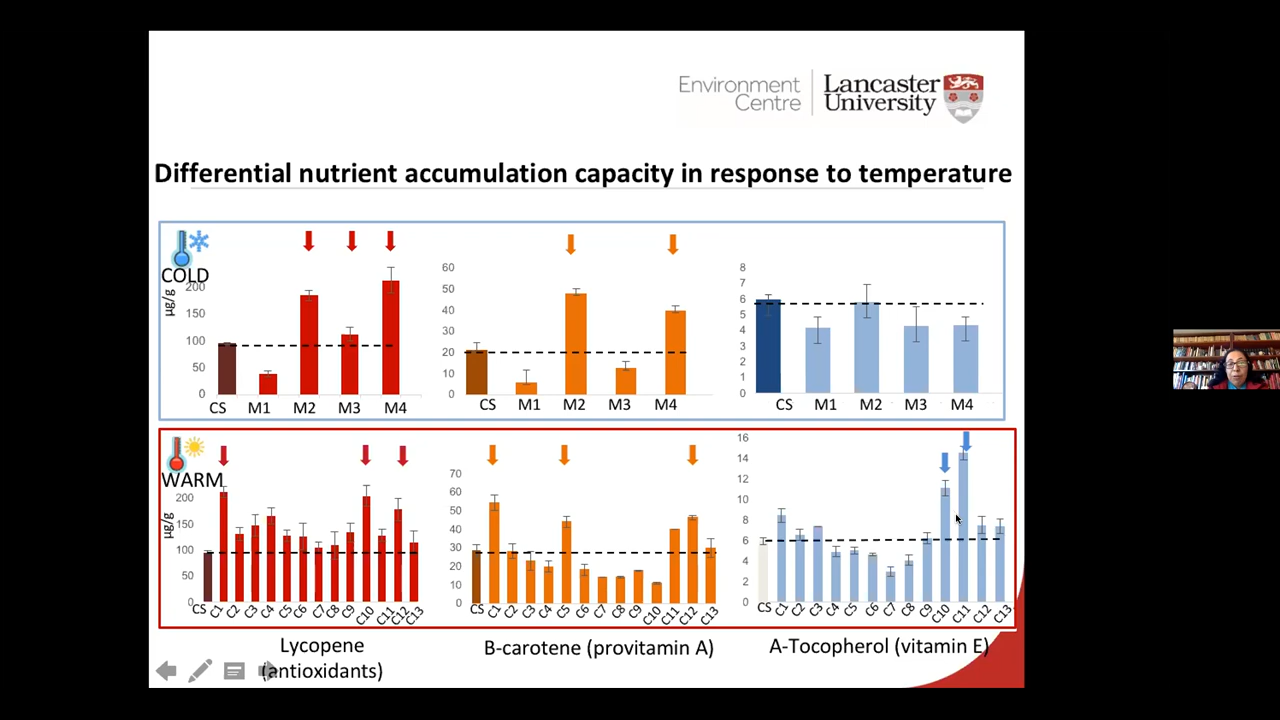 Environment
Centre
Lancaster
University
Differential nutrient accumulation capacity in response to temperature
COLD
µg/g
200
150
100
50
0
CS M1 M2 M3 M4
60
50
40
30
20
10
0
CS M1 M2 M3 M4
8
7
6
5
4
3
2
1
0
CS M1 M2 M3 M4
WARM
µg/g
200
150
100
50
0
CS C1 C2 C3 C4 C5 C6 C7 C8 C9 C10 C11 C12 C13
70
60
50
40
30
20
10
0
CS C1 C2 C3 C4 C5 C6 C7 C8 C9 C10 C11 C12 C13
16
14
12
10
8
6
4
2
0
CS C1 C2 C3 C4 C5 C6 C7 C8 C9 C10 C11 C12 C13
Lycopene
(antioxidants)
B-carotene (provitamin A)
A-Tocopherol (vitamin E)